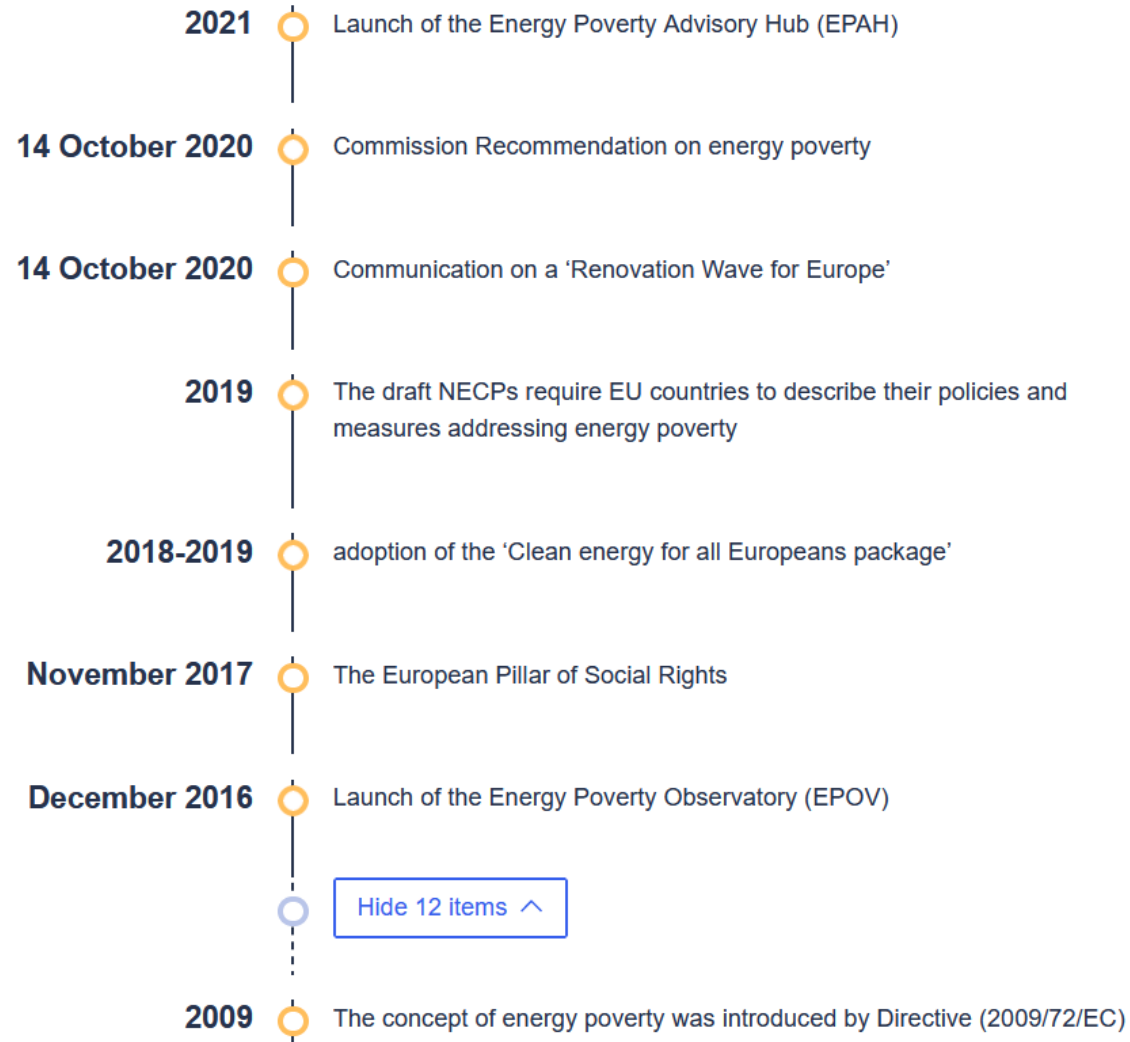 2021 Launch of the Energy Poverty Advisory Hub (EPAH)
14 October 2020 Commission Recommendation on energy poverty
14 October 2020 Communication on a ‘Renovation Wave for Europe’
2019 The draft NECPs require EU countries to describe their policies and
measures addressing energy poverty
2018-2019 adoption of the ‘Clean energy for all Europeans package’
November 2017 The European Pillar of Social Rights
December 2016 Launch of the Energy Poverty Observatory (EPOV)
Hide 12 items
2009 The concept of energy poverty was introduced by Directive (2009/72/EC)